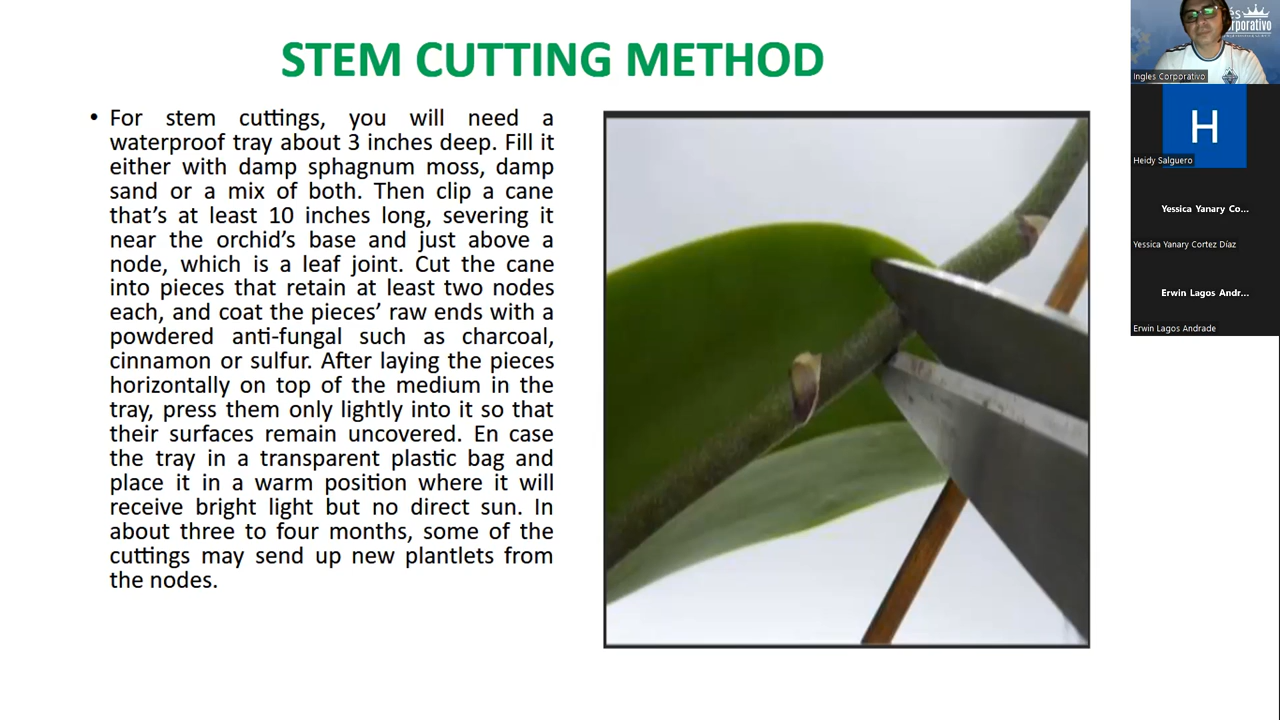 STEM CUTTING METHOD
• For stem cuttings, you will need a
waterproof tray about 3 inches deep. Fill it
either with damp sphagnum moss, damp
sand or a mix of both. Then clip a cane
that's at least 10 inches long, severing it
near the orchid's base and just above a
node, which is a leaf joint. Cut the cane
into pieces that retain at least two nodes
each, and coat the pieces' raw ends with a
powdered anti-fungal such as charcoal,
cinnamon or sulfur. After laying the pieces
horizontally on top of the medium in the
tray, press them only lightly into it so that
their surfaces remain uncovered. En case
the tray in a transparent plastic bag and
place it in a warm position where it will
receive bright light but no direct sun. In
about three to four months, some of the
cuttings may send up new plantlets from
the nodes.
Ingles Corporativo
H
Heidy Salguero
Yessica Yanary Co...
Yessica Yanary Cortez Díaz
Erwin Lagos Andr...
Erwin Lagos Andrade